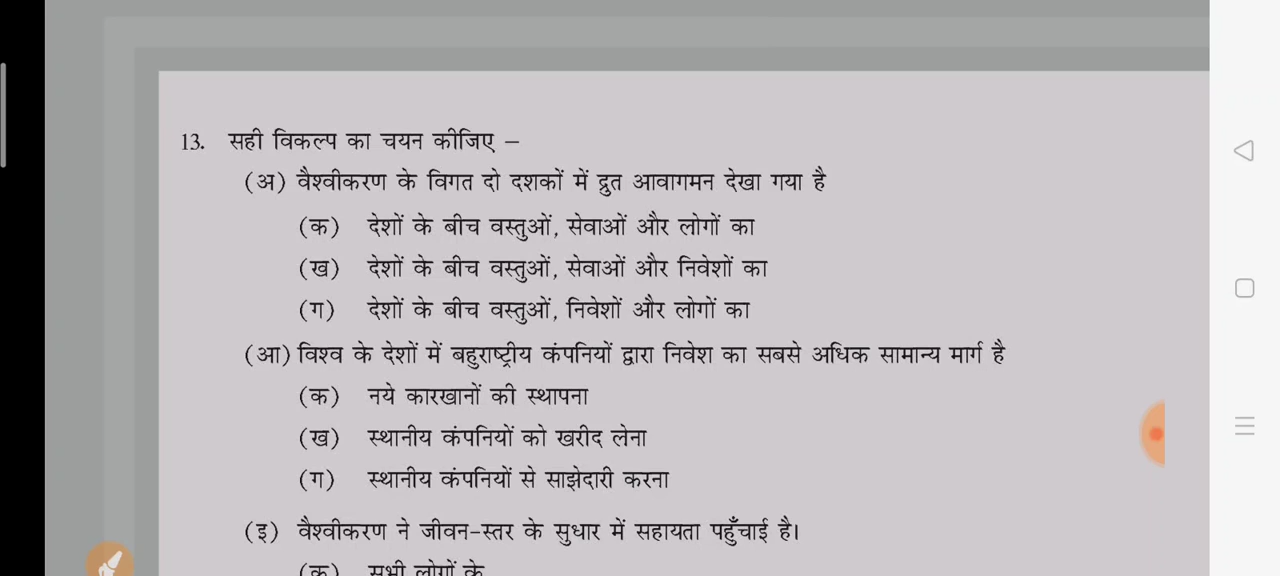 13. सही विकल्प का चयन कीजिए –
(अ) वैश्वीकरण के विगत दो दशकों में द्रुत आवागमन देखा गया है
(क) देशों के बीच वस्तुओं, सेवाओं और लोगों का
(ख) देशों के बीच वस्तुओं, सेवाओं और निवेशों का
(ग) देशों के बीच वस्तुओं, निवेशों और लोगों का
(आ) विश्व के देशों में बहुराष्ट्रीय कंपनियों द्वारा निवेश का सबसे अधिक सामान्य मार्ग है
(क) नये कारखानों की स्थापना
(ख) स्थानीय कंपनियों को खरीद लेना
(ग) स्थानीय कंपनियों से साझेदारी करना
(इ) वैश्वीकरण ने जीवन-स्तर के सुधार में सहायता पहुँचाई है।
(क) सभी लोगों के